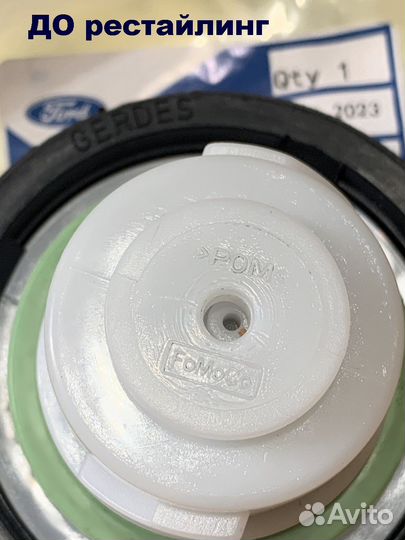 ДО рестайлинг
Ford
Qty 1
2023
GERDES
>POM<
FoMoCo
Avito